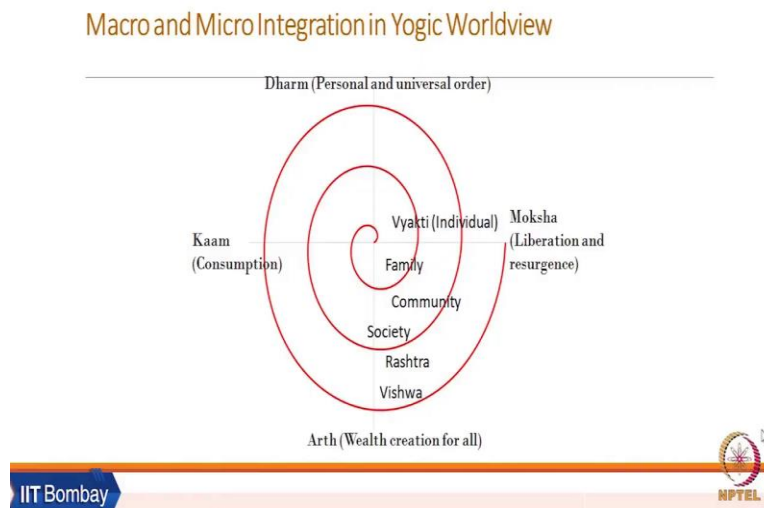 Macro and Micro Integration in Yogic Worldview
Dharm (Personal and universal order)
Vyakti (Individual)
Moksha
(Liberation and
resurgence)
Kaam
(Consumption)
Family
Community
Society
Rashtra
Vishwa
Arth (Wealth creation for all)
IIT Bombay
NPTEL